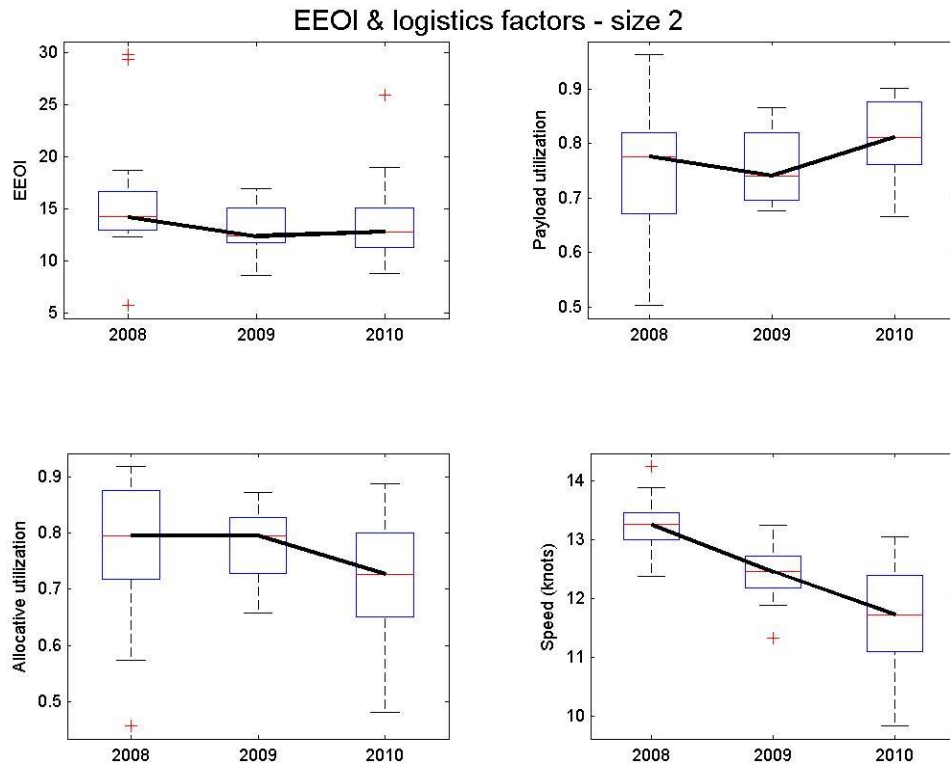 EEOI & logistics factors - size 2
EEOI
30
25
20
15
10
5
2008 2009 2010
Payload utilization
0.9
0.8
0.7
0.6
0.5
2008 2009 2010
Allocative utilization
0.9
0.8
0.7
0.6
0.5
2008 2009 2010
Speed (knots)
14
13
12
11
10
2008 2009 2010